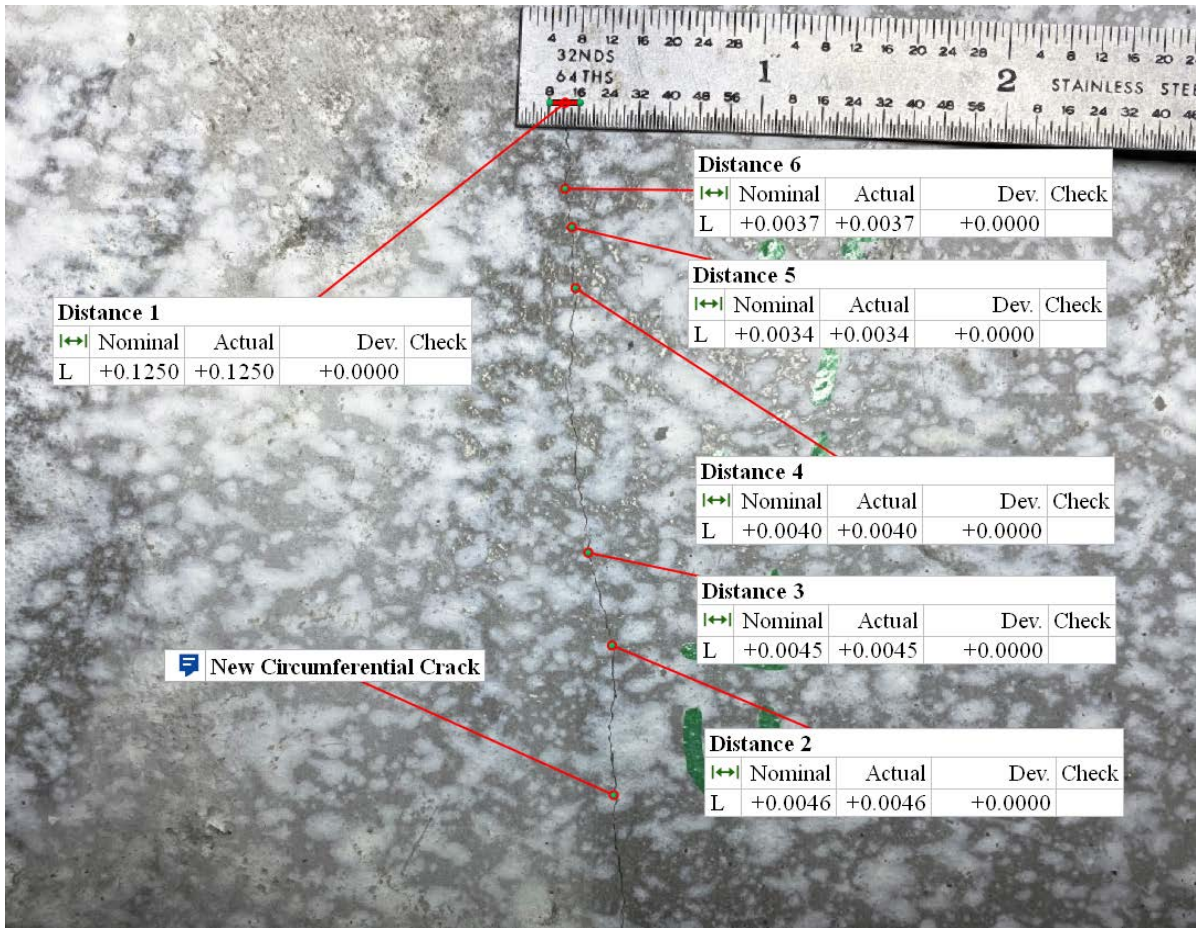 4 8 12 16 20 24 28 4 8 12 16 20 24 28 4 8 12 16 20
32NDS
64THS
1" 2 STAINLESS
8 16 24 32 40 48 56 8 16 24 32 40 48 56 8 16 24 32 40
Distance 6
Nominal Actual Dev. Check
L +0.0037 +0.0037 +0.0000
Distance 5
Nominal Actual Dev. Check
L +0.0034 +0.0034 +0.0000
Distance 1
Nominal Actual Dev. Check
L +0.1250 +0.1250 +0.0000
Distance 4
Nominal Actual Dev. Check
L +0.0040 +0.0040 +0.0000
Distance 3
Nominal Actual Dev. Check
L +0.0045 +0.0045 +0.0000
New Circumferential Crack
Distance 2
Nominal Actual Dev. Check
L +0.0046 +0.0046 +0.0000